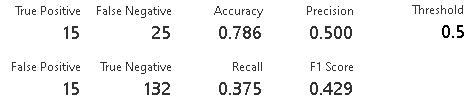 True Positive False Negative Accuracy Precision Threshold
15 25 0.786 0.500 0.5
False Positive True Negative Recall F1 Score
15 132 0.375 0.429